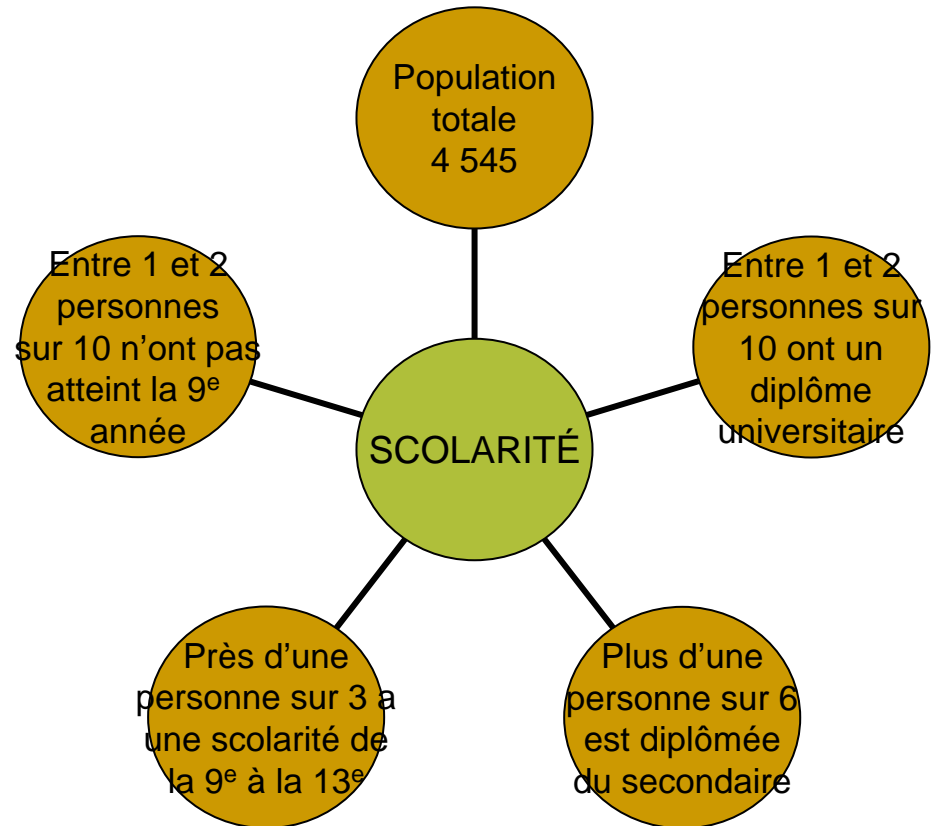 Population
totale
4 545
Entre 1 et 2
personnes
sur 10 n’ont pas
atteint la 9e
année
Entre 1 et 2
personnes sur
10 ont un
diplôme
universitaire
SCOLARITÉ
Près d’une
personne sur 3 a
une scolarité de
la 9e à la 13e
Plus d’une
personne sur 6
est diplômée
du secondaire